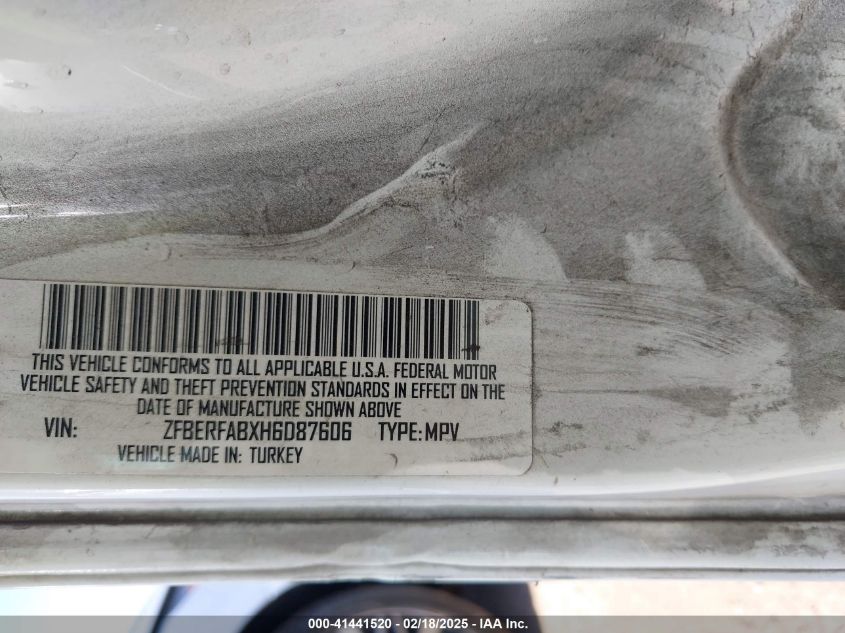 THIS VEHICLE CONFORMS TO ALL APPLICABLE U.S.A. FEDERAL MOTOR
VEHICLE SAFETY AND THEFT PREVENTION STANDARDS IN EFFECT ON THE
DATE OF MANUFACTURE SHOWN ABOVE
VIN: ZFBERFABXH6D87606 TYPE: MPV
VEHICLE MADE IN: TURKEY
000-41441520 - 02/18/2025 - IAA Inc.